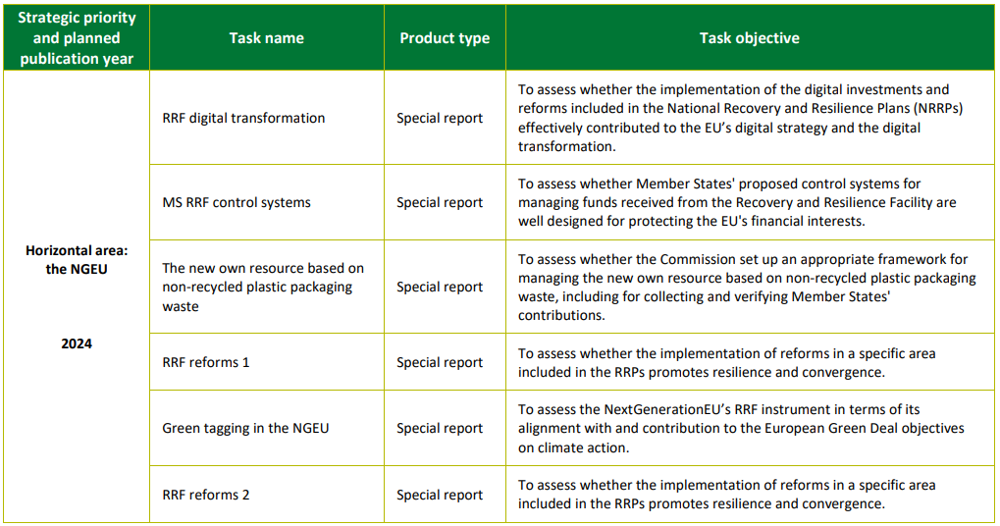 Strategic priority
and planned
publication year
Task name
Product type
Task objective
Horizontal area:
the NGEU
2024
RRF digital transformation
Special report
To assess whether the implementation of the digital investments and
reforms included in the National Recovery and Resilience Plans (NRRPs)
effectively contributed to the EU’s digital strategy and the digital
transformation.
MS RRF control systems
Special report
To assess whether Member States' proposed control systems for
managing funds received from the Recovery and Resilience Facility are
well designed for protecting the EU's financial interests.
The new own resource based on
non-recycled plastic packaging
waste
Special report
To assess whether the Commission set up an appropriate framework for
managing the new own resource based on non-recycled plastic packaging
waste, including for collecting and verifying Member States'
contributions.
RRF reforms 1
Special report
To assess whether the implementation of reforms in a specific area
included in the RRPs promotes resilience and convergence.
Green tagging in the NGEU
Special report
To assess the NextGenerationEU’s RRF instrument in terms of its
alignment with and contribution to the European Green Deal objectives
on climate action.
RRF reforms 2
Special report
To assess whether the implementation of reforms in a specific area
included in the RRPs promotes resilience and convergence.